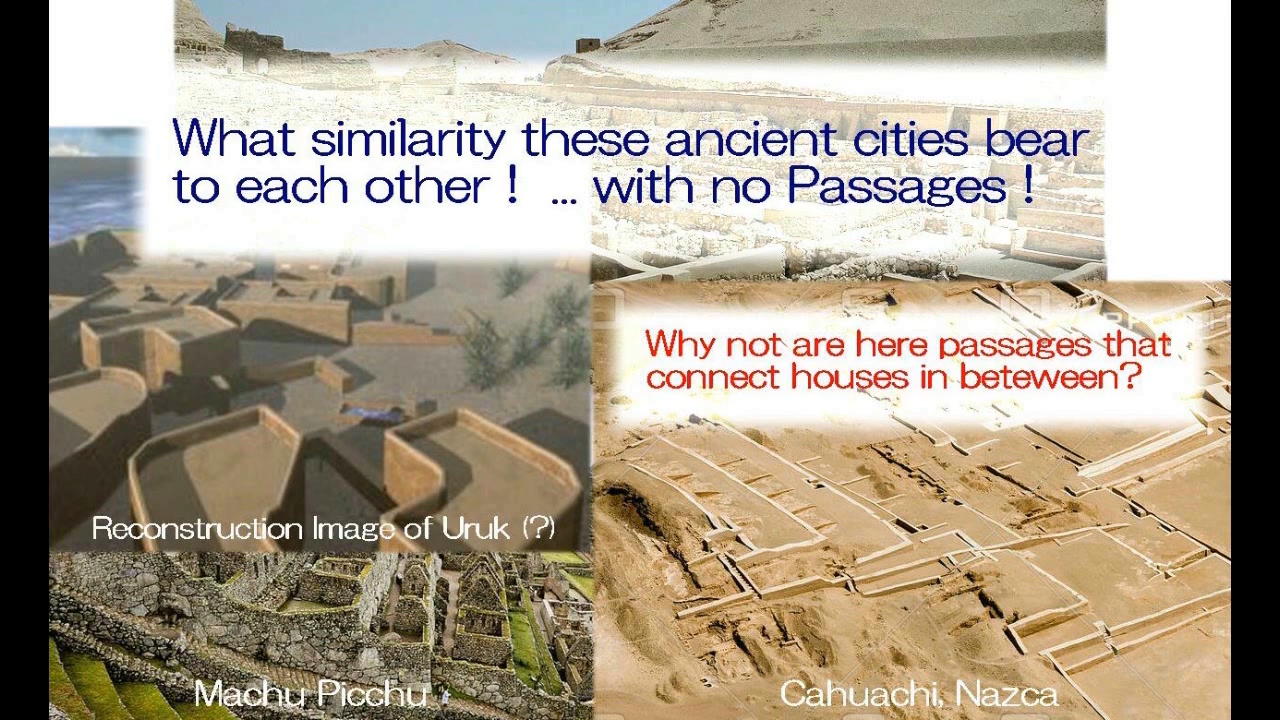 What similarity these ancient cities bear
to each other ! ... with no Passages !
Why not are here passages that
connect houses in beteween?
Reconstruction Image of Uruk (?)
Machu Picchu
Cahuachi, Nazca